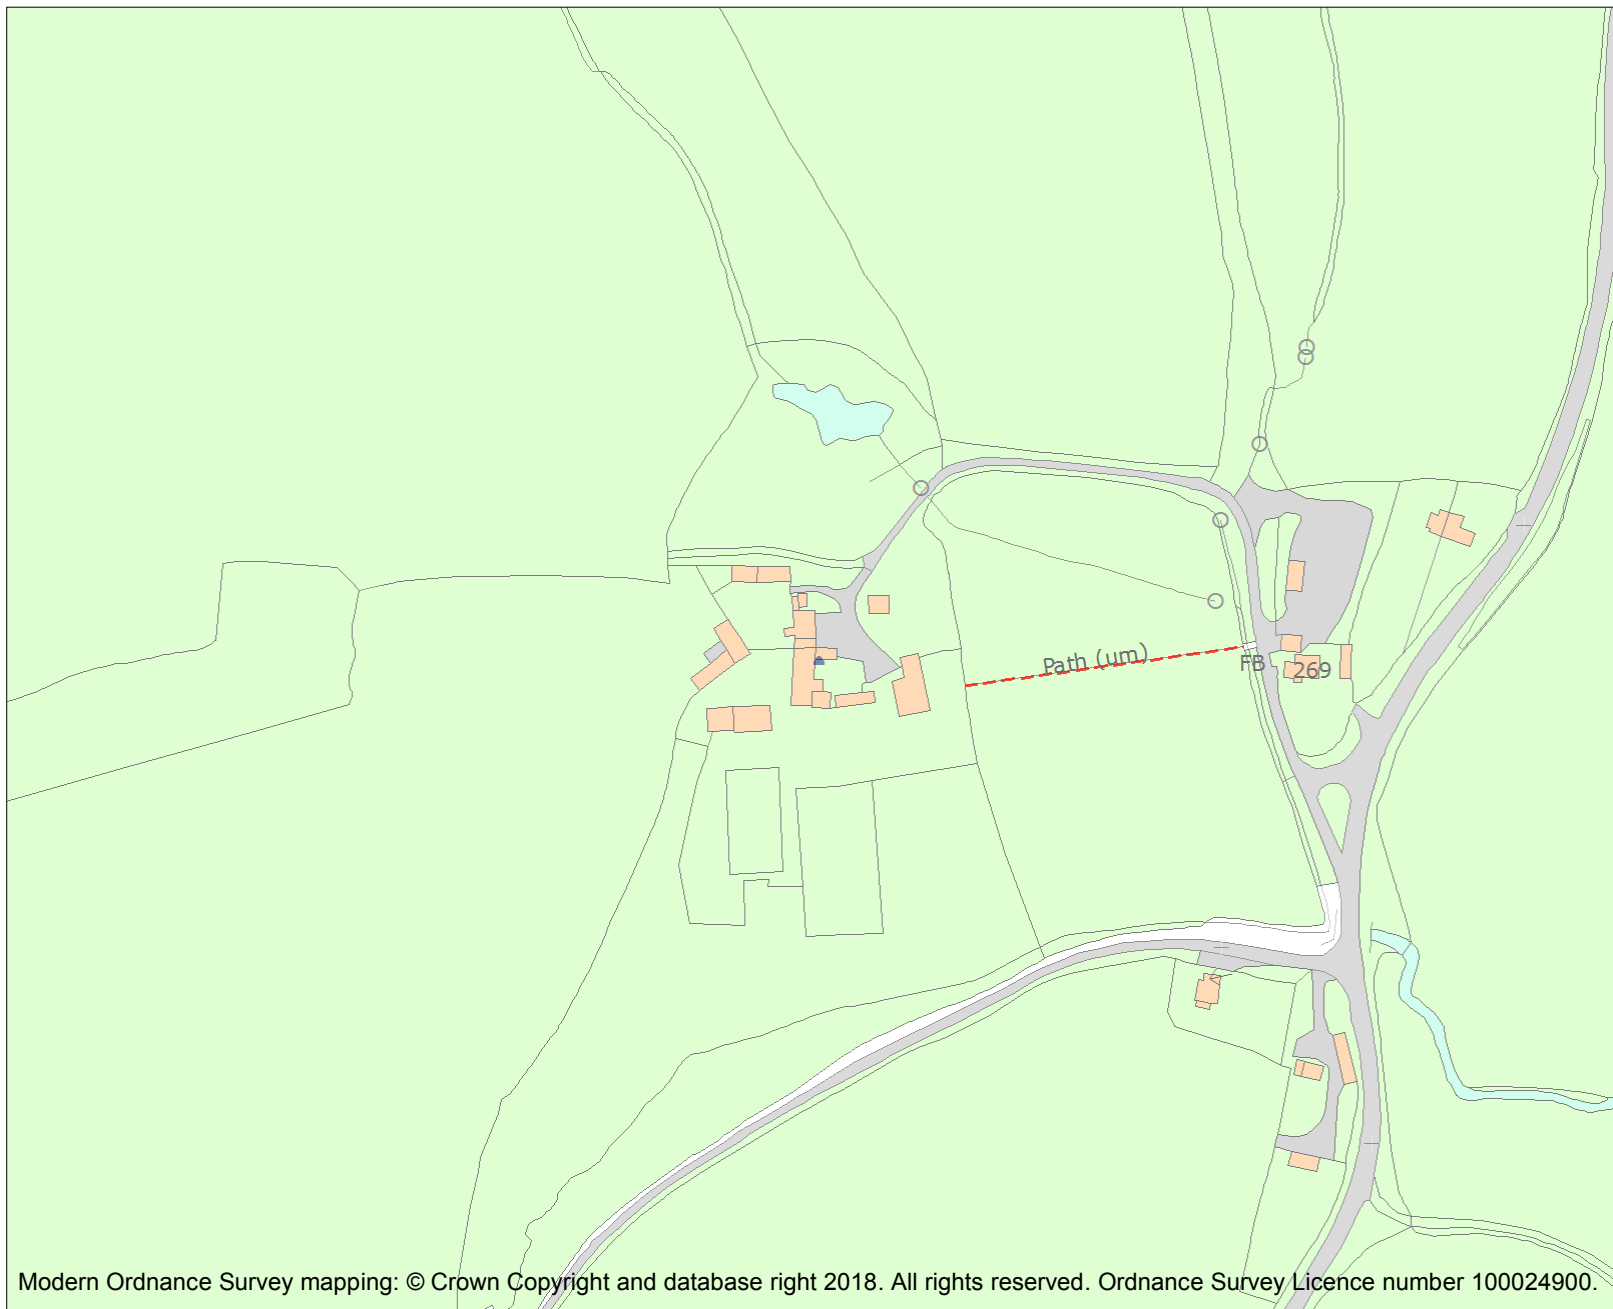 Path (um)
FB
269
Modern Ordnance Survey mapping: © Crown Copyright and database right 2018. All rights reserved. Ordnance Survey Licence number 100024900.